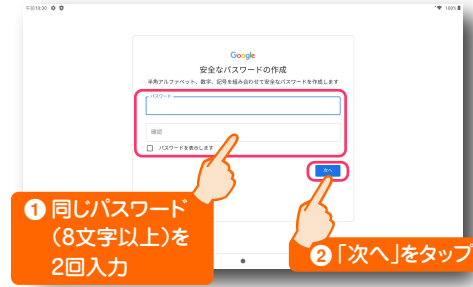 午前10:30
100%
Google
安全なパスワードの作成
半角アルファベット、数字、記号を組み合わせて安全なパスワードを作成します
パスワード
確認
パスワードを表示します
次へ
1 同じパスワード
（8文字以上）を
2回入力
2 「次へ」をタップ